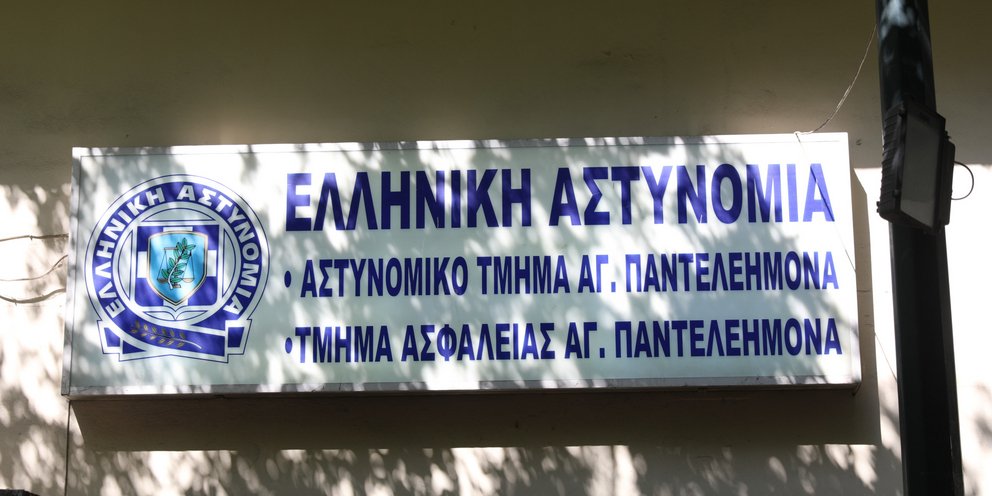 ΕΛΛΗΝΙΚΗ ΑΣΤΥΝΟΜΙΑ
ΕΛΛΗΝΙΚΗ ΑΣΤΥΝΟΜΙΑ
• ΑΣΤΥΝΟΜΙΚΟ ΤΜΗΜΑ ΑΓ. ΠΑΝΤΕΛΕΗΜΟΝΑ
• ΤΜΗΜΑ ΑΣΦΑΛΕΙΑΣ ΑΓ. ΠΑΝΤΕΛΕΗΜΟΝΑ